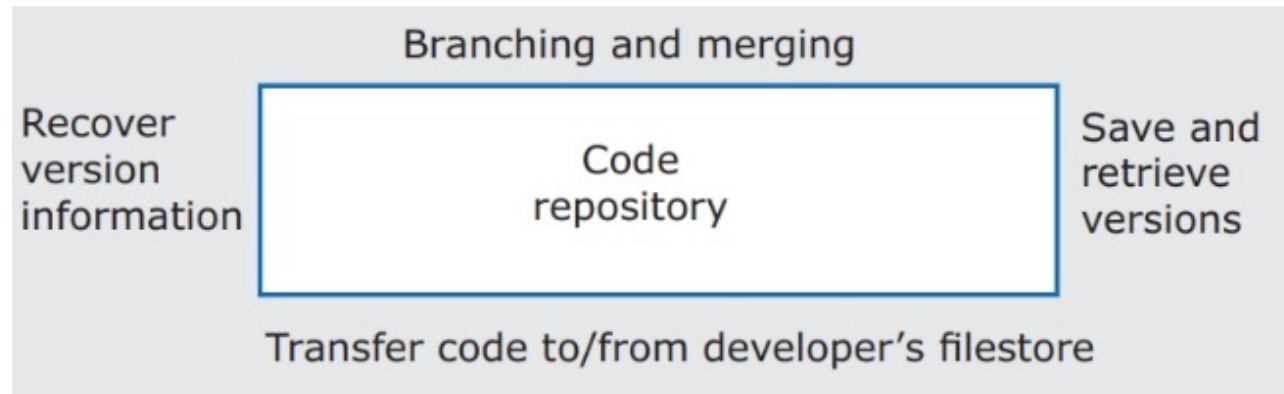 Branching and merging
Recover
version
information
Code
repository
Save and
retrieve
versions
Transfer code to/from developer’s filestore